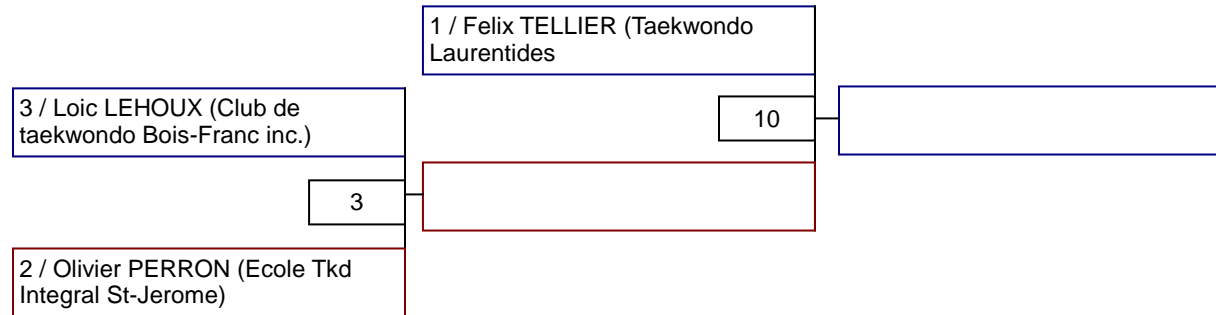 1 / Felix TELLIER (Taekwondo
Laurentides
3 / Loic LEHOUX (Club de
taekwondo Bois-Franc inc.)
10
3
2 / Olivier PERRON (Ecole Tkd
Integral St-Jerome)